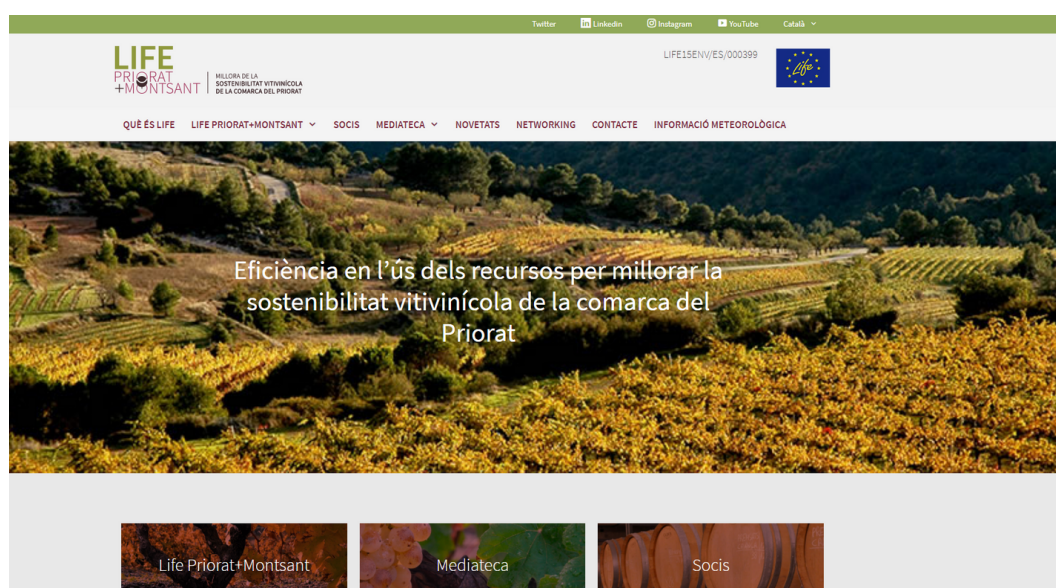 Twitter Linkedin Instagram YouTube Català
LIFE
PRIORAT
+MONTSANT
MILLORA DE LA
SOSTENIBILITAT VITIVINÍCOLA
DE LA COMARCA DEL PRIORAT
LIFE15ENV/ES/000399
Life
QUÈ ÉS LIFE LIFE PRIORAT+MONTSANT SOCIS MEDIATECA NOVETATS NETWORKING CONTACTE INFORMACIÓ METEOROLÒGICA
Eficiència en l’ús dels recursos per millorar la
sostenibilitat vitivinícola de la comarca del
Priorat
Life Priorat+Montsant Mediateca Socis